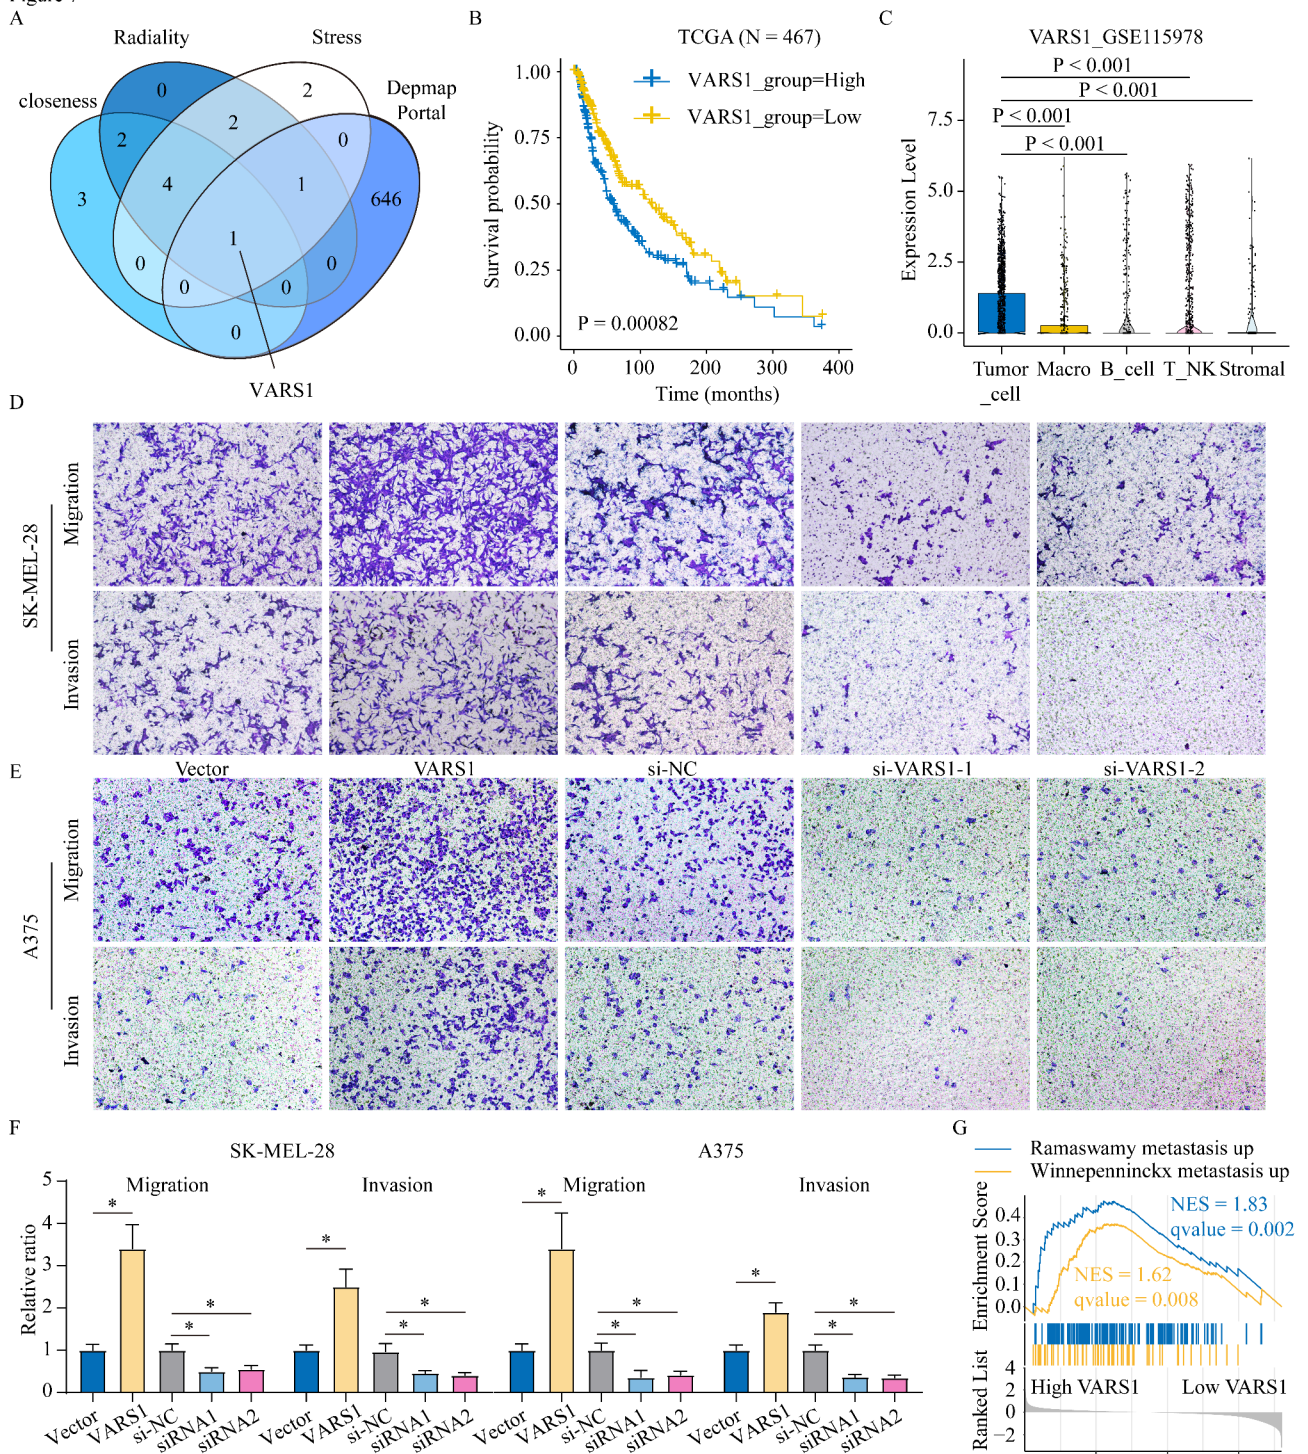 A
Radiality
Stress
closeness
Depmap
Portal
0
2
2
2
0
3
4
1
646
1
0
0
0
0
0
VARS1
B
TCGA (N = 467)
VARS1_group=High
VARS1_group=Low
Survival probability
1.00
0.75
0.50
0.25
0.00
P = 0.00082
0 100 200 300 400
Time (months)
C
VARS1_GSE115978
P < 0.001
P < 0.001
P < 0.001
P < 0.001
Expression Level
7.5
5.0
2.5
0.0
Tumor
_cell
Macro
B_cell
T_NK
Stromal
D
SK-MEL-28
Migration
Invasion
Vector
VARS1
si-NC
si-VARS1-1
si-VARS1-2
E
A375
Migration
Invasion
F
SK-MEL-28
A375
Migration
Invasion
Migration
Invasion
Relative ratio
5
4
3
2
1
0
* * * * * * * * * * * *
Vector VARS1 si-NC siRNA1 siRNA2
Vector VARS1 si-NC siRNA1 siRNA2
Vector VARS1 si-NC siRNA1 siRNA2
Vector VARS1 si-NC siRNA1 siRNA2
G
Ramaswamy metastasis up
Winnepenninckx metastasis up
Enrichment Score
0.4
0.3
0.2
0.1
0.0
NES = 1.83
qvalue = 0.002
NES = 1.62
qvalue = 0.008
Ranked List
4
2
0
−2
High VARS1
Low VARS1